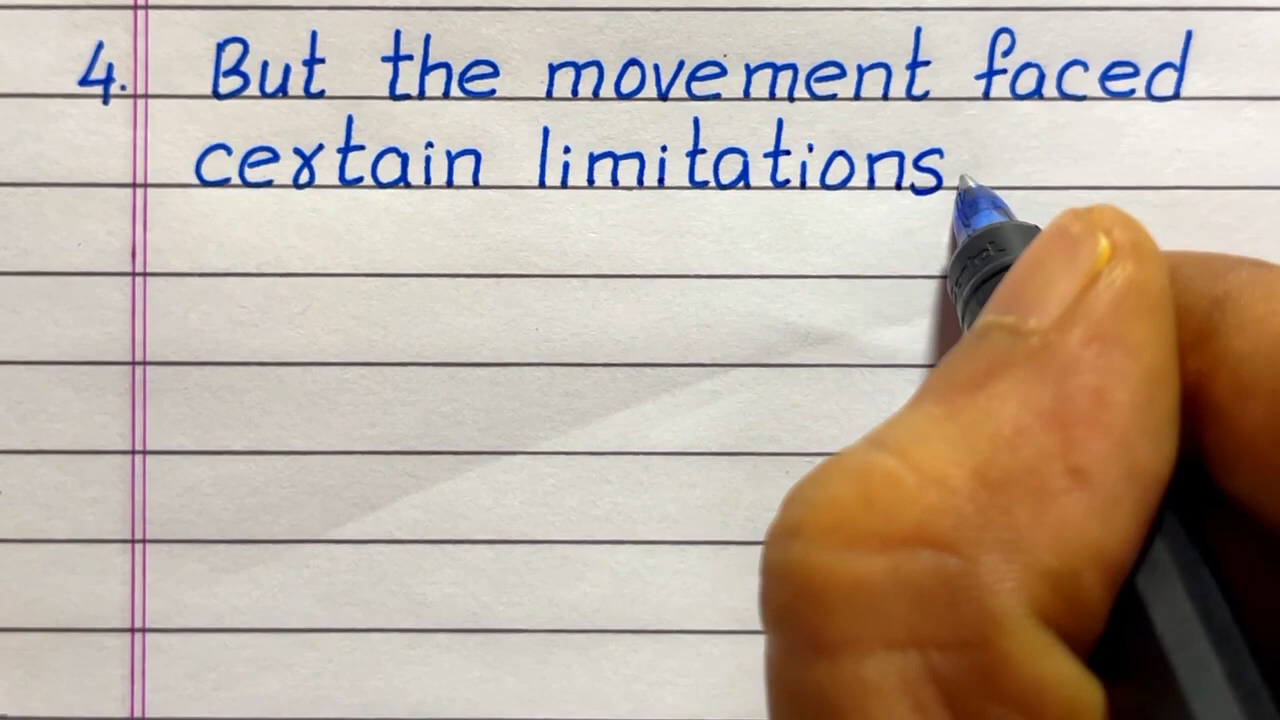 4. But the movement faced
certain limitations